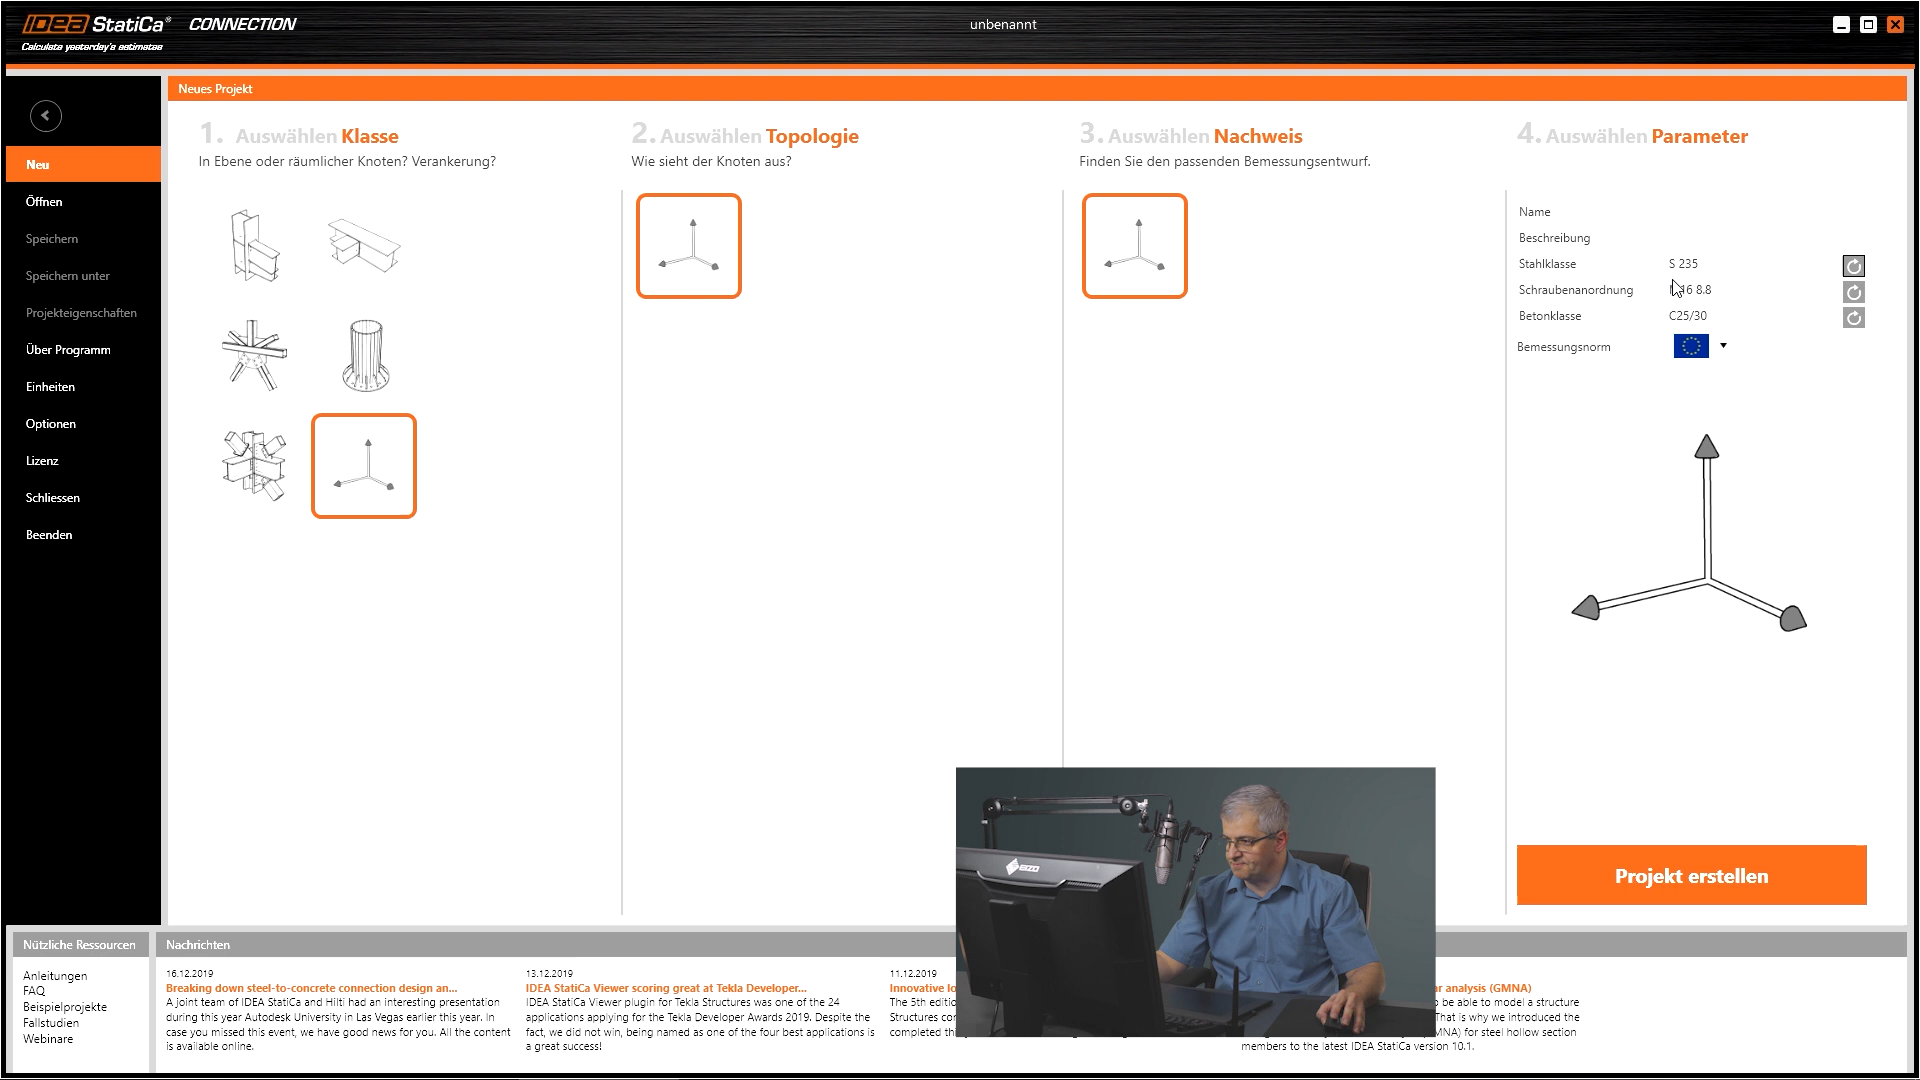 IDEA StatiCa® CONNECTION
Calculate yesterday's estimates
unbenannt
Neues Projekt
1. Auswählen Klasse
In Ebene oder räumlicher Knoten? Verankerung?
2. Auswählen Topologie
Wie sieht der Knoten aus?
3. Auswählen Nachweis
Finden Sie den passenden Bemessungsentwurf.
4. Auswählen Parameter
Neu
Öffnen
Speichern
Speichern unter
Projekteigenschaften
Über Programm
Einheiten
Optionen
Lizenz
Schliessen
Beenden
Name
Beschreibung
Stahlklasse S 235
Schraubenanordnung 8.8
Betonklasse C25/30
Bemessungsnorm
EIZO
Projekt erstellen
Nützliche Ressourcen
Anleitungen
FAQ
Beispielprojekte
Fallstudien
Webinare
Nachrichten
16.12.2019
Breaking down steel-to-concrete connection design an...
A joint team of IDEA StatiCa and Hilti had an interesting presentation
during this year Autodesk University in Las Vegas earlier this year. In
case you missed this event, we have good news for you. All the content
is available online.
13.12.2019
IDEA StatiCa Viewer scoring great at Tekla Developer...
IDEA StatiCa Viewer plugin for Tekla Structures was one of the 24
applications applying for the Tekla Developer Awards 2019. Despite the
fact, we did not win, being named as one of the four best applications is
a great success!
11.12.2019
Innovative
The 5th
Structures
completed
ar analysis (GMNA)
be able to model a structure
That is why we introduced the
MNA) for steel hollow section
members to the latest IDEA StatiCa version 10.1.